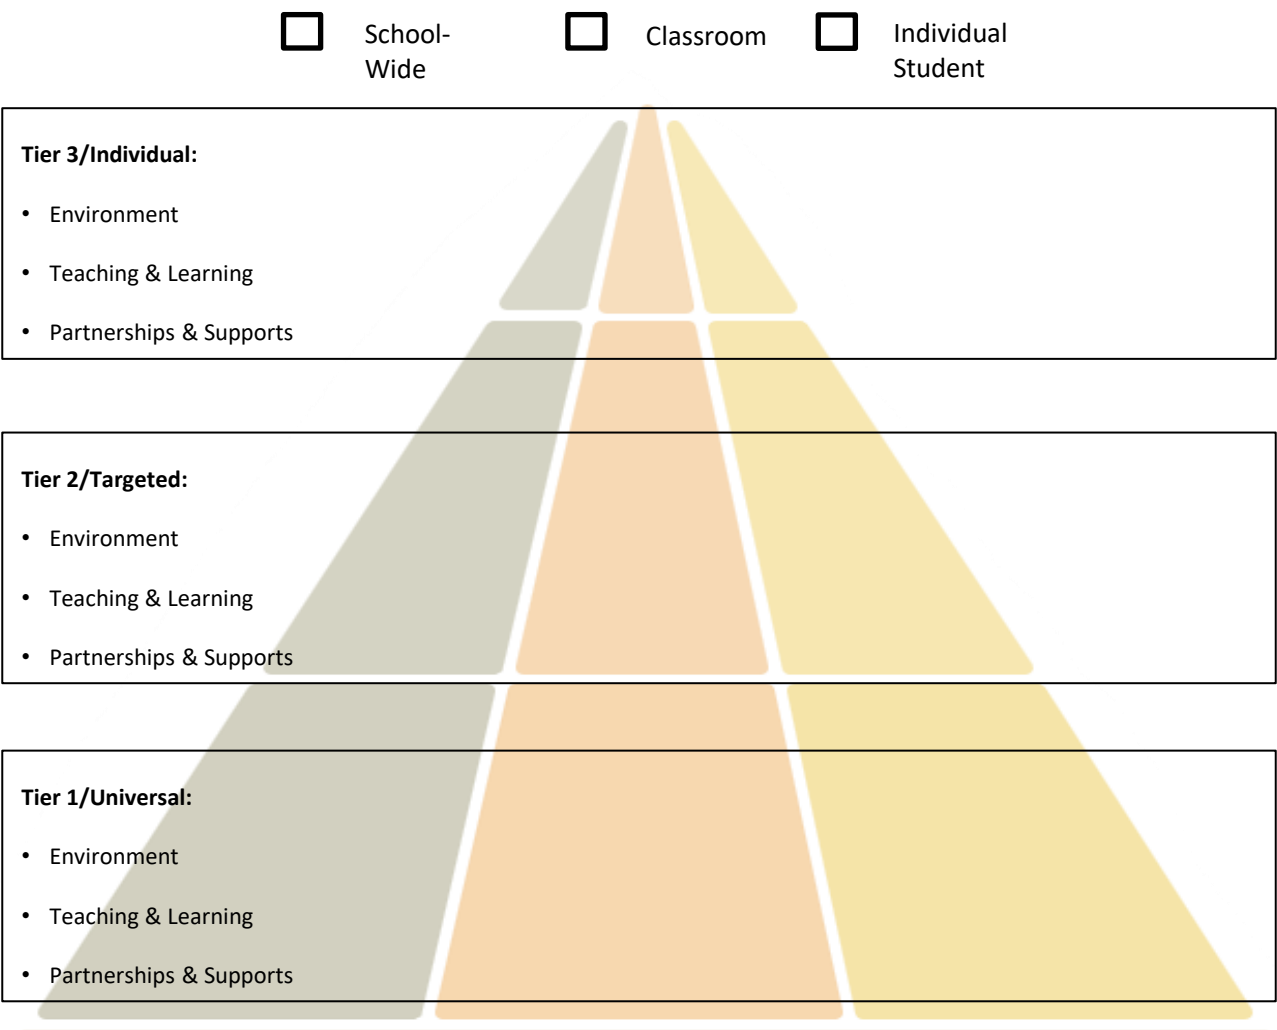 School-
Wide
Classroom
Individual
Student
Tier 3/Individual:
• Environment
• Teaching & Learning
• Partnerships & Supports
Tier 2/Targeted:
• Environment
• Teaching & Learning
• Partnerships & Supports
Tier 1/Universal:
• Environment
• Teaching & Learning
• Partnerships & Supports